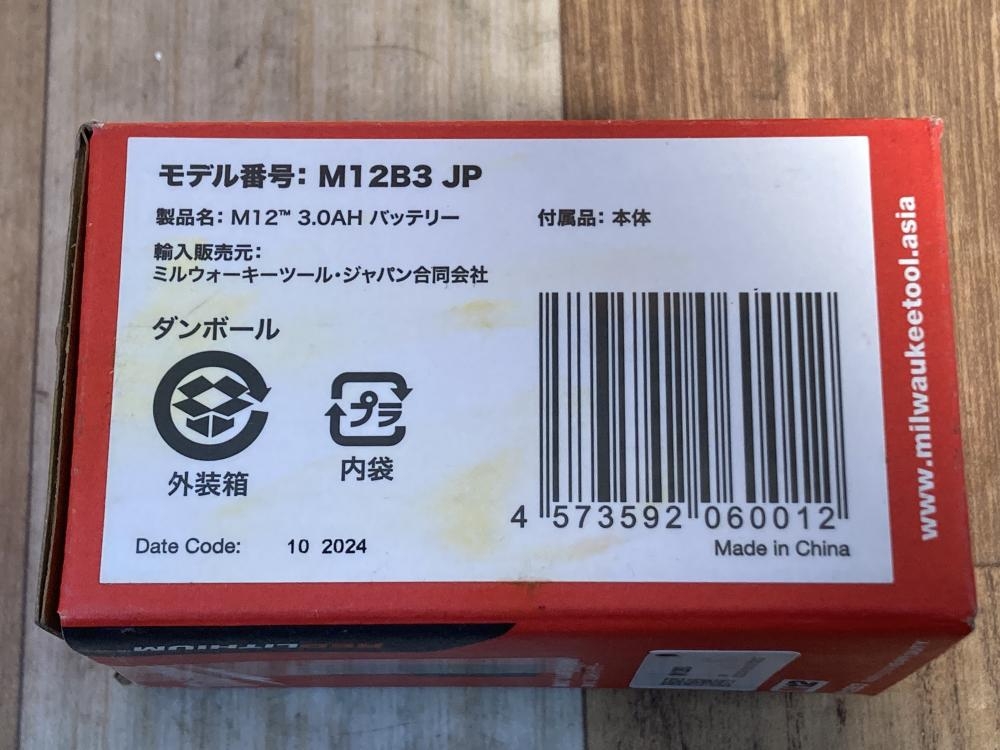 モデル番号: M12B3 JP
製品名: M12™ 3.0AH バッテリー
付属品: 本体
輸入販売元:
ミルウォーキーツール・ジャパン合同会社
ダンボール
外装箱
プラ
内袋
4 573592 060012
Date Code: 10 2024
Made in China
www.milwaukeetool.asia
REDLITHIUM